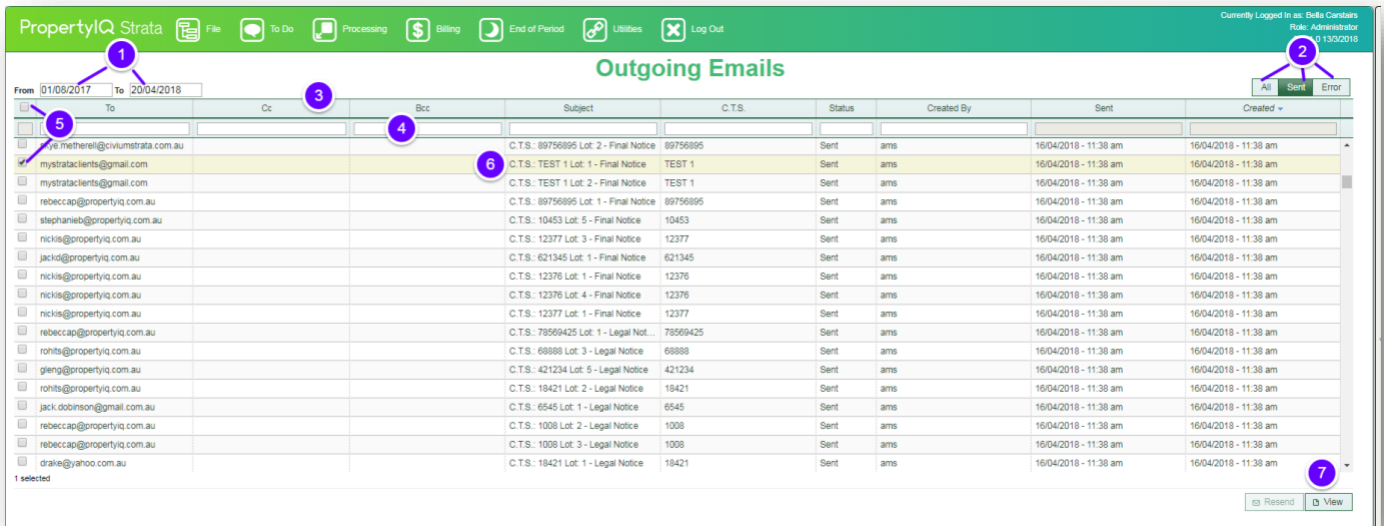 Currently Logged In as: Bella Carstairs
PropertyIQ Strata File To Do Processing Billing End of Period Utilities Log Out
Role: Administrator
.0 13/3/2018
1
2
Outgoing Emails
From 01/08/2017 To 20/04/2018
All Sent Error
3
To Cc Bcc Subject C.T.S. Status Created By Sent Created
5
4
skye.metherell@civiumstrata.com.au C.T.S.: 89756895 Lot: 2 - Final Notice 89756895 Sent ams 16/04/2018 - 11:38 am 16/04/2018 - 11:38 am
mystrataclients@gmail.com 6 C.T.S.: TEST 1 Lot: 1 - Final Notice TEST 1 Sent ams 16/04/2018 - 11:38 am 16/04/2018 - 11:38 am
mystrataclients@gmail.com C.T.S.: TEST 1 Lot: 2 - Final Notice TEST 1 Sent ams 16/04/2018 - 11:38 am 16/04/2018 - 11:38 am
rebeccap@propertyiq.com.au C.T.S.: 89756895 Lot: 1 - Final Notice 89756895 Sent ams 16/04/2018 - 11:38 am 16/04/2018 - 11:38 am
stephanieb@propertyiq.com.au C.T.S.: 10453 Lot: 5 - Final Notice 10453 Sent ams 16/04/2018 - 11:38 am 16/04/2018 - 11:38 am
nickis@propertyiq.com.au C.T.S.: 12377 Lot: 3 - Final Notice 12377 Sent ams 16/04/2018 - 11:38 am 16/04/2018 - 11:38 am
jackd@propertyiq.com.au C.T.S.: 621345 Lot: 1 - Final Notice 621345 Sent ams 16/04/2018 - 11:38 am 16/04/2018 - 11:38 am
nickis@propertyiq.com.au C.T.S.: 12376 Lot: 1 - Final Notice 12376 Sent ams 16/04/2018 - 11:38 am 16/04/2018 - 11:38 am
nickis@propertyiq.com.au C.T.S.: 12376 Lot: 4 - Final Notice 12376 Sent ams 16/04/2018 - 11:38 am 16/04/2018 - 11:38 am
nickis@propertyiq.com.au C.T.S.: 12377 Lot: 1 - Final Notice 12377 Sent ams 16/04/2018 - 11:38 am 16/04/2018 - 11:38 am
rebeccap@propertyiq.com.au C.T.S.: 78569425 Lot: 1 - Legal Not... 78569425 Sent ams 16/04/2018 - 11:38 am 16/04/2018 - 11:38 am
rohits@propertyiq.com.au C.T.S.: 68888 Lot: 3 - Legal Notice 68888 Sent ams 16/04/2018 - 11:38 am 16/04/2018 - 11:38 am
gleng@propertyiq.com.au C.T.S.: 421234 Lot: 5 - Legal Notice 421234 Sent ams 16/04/2018 - 11:38 am 16/04/2018 - 11:38 am
rohits@propertyiq.com.au C.T.S.: 18421 Lot: 2 - Legal Notice 18421 Sent ams 16/04/2018 - 11:38 am 16/04/2018 - 11:38 am
jack.dobinson@gmail.com.au C.T.S.: 6545 Lot: 1 - Legal Notice 6545 Sent ams 16/04/2018 - 11:38 am 16/04/2018 - 11:38 am
rebeccap@propertyiq.com.au C.T.S.: 1008 Lot: 2 - Legal Notice 1008 Sent ams 16/04/2018 - 11:38 am 16/04/2018 - 11:38 am
rebeccap@propertyiq.com.au C.T.S.: 1008 Lot: 3 - Legal Notice 1008 Sent ams 16/04/2018 - 11:38 am 16/04/2018 - 11:38 am
drake@yahoo.com.au C.T.S.: 18421 Lot: 1 - Legal Notice 18421 Sent ams 16/04/2018 - 11:38 am 16/04/2018 - 11:38 am
1 selected
7
Resend View